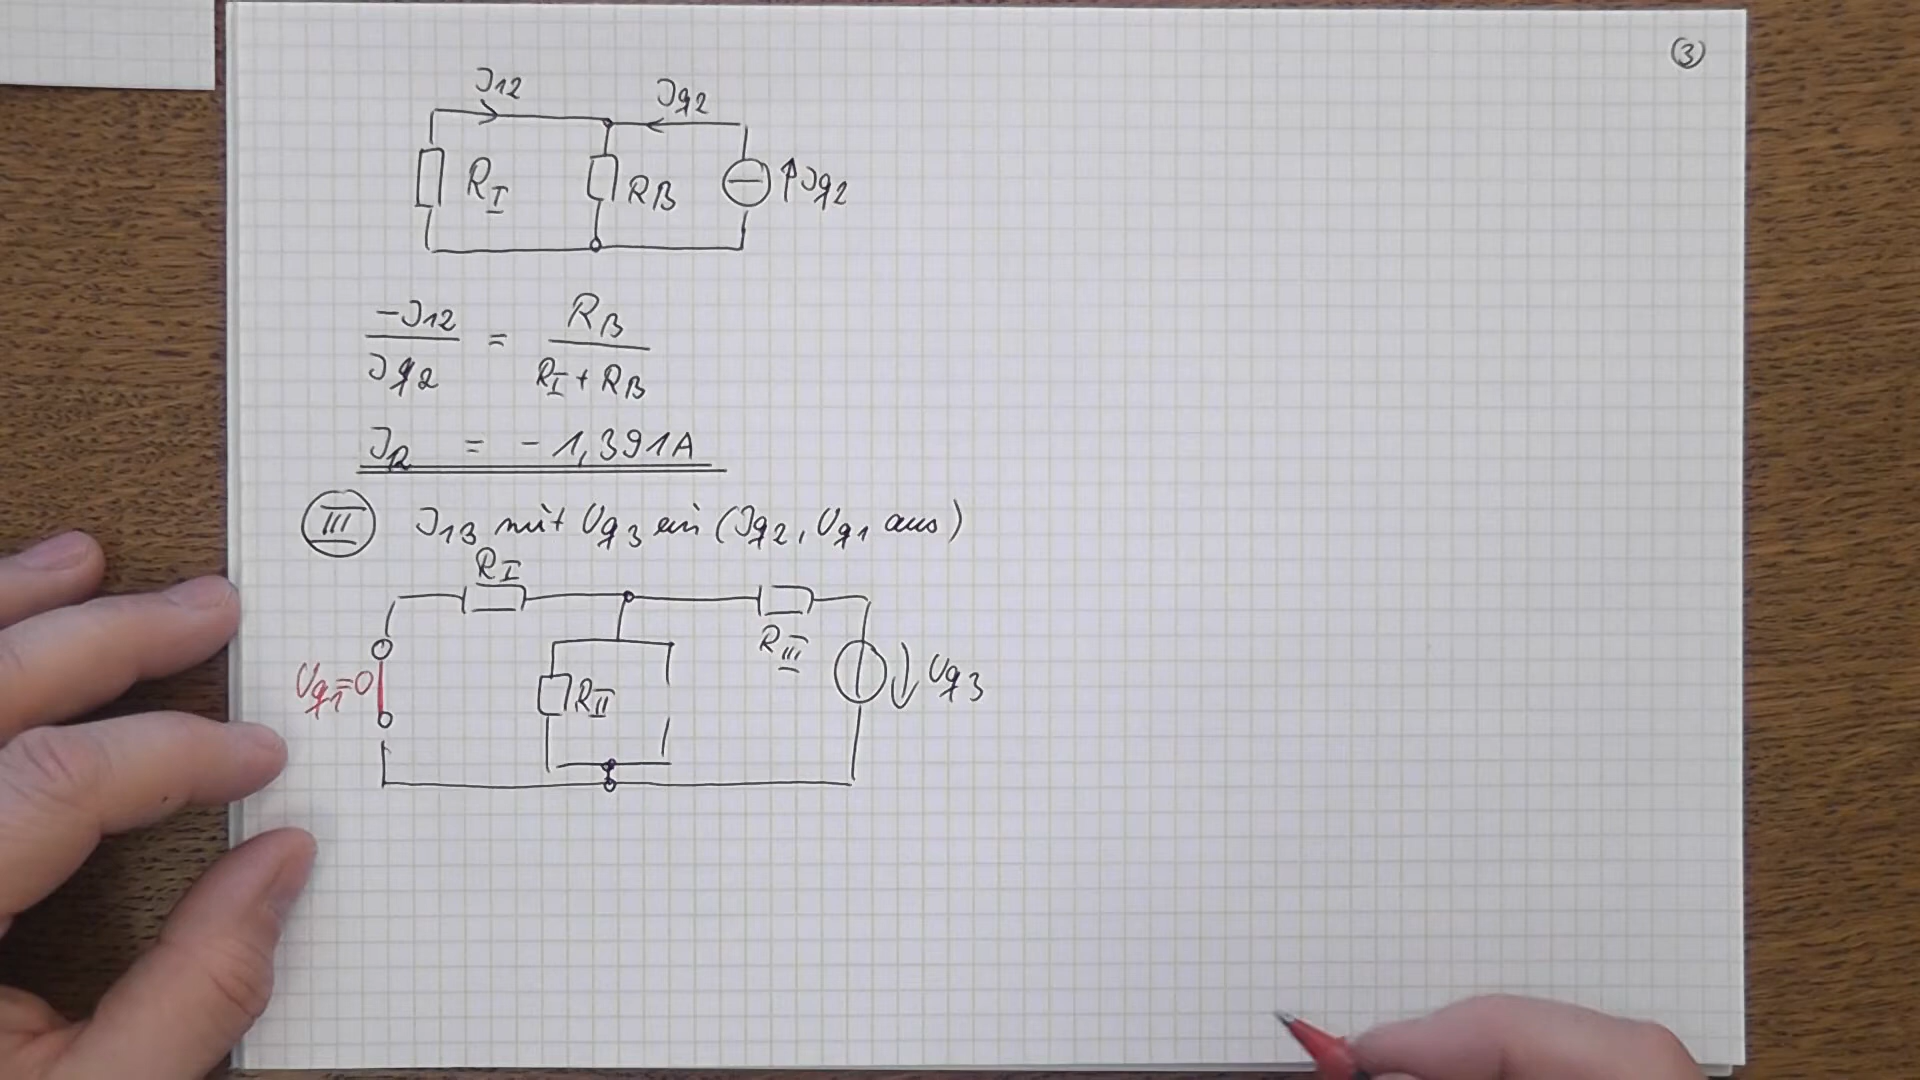 (3)
I12
Iq2
RI
RB
↑Iq2
-I12 / Iq2 = RB / (RI + RB)
I12 = -1,391A
III I13 mit Uq3 ein (Iq2, Uq1 aus)
RI
RIII
Uq1=0
RII
Uq3